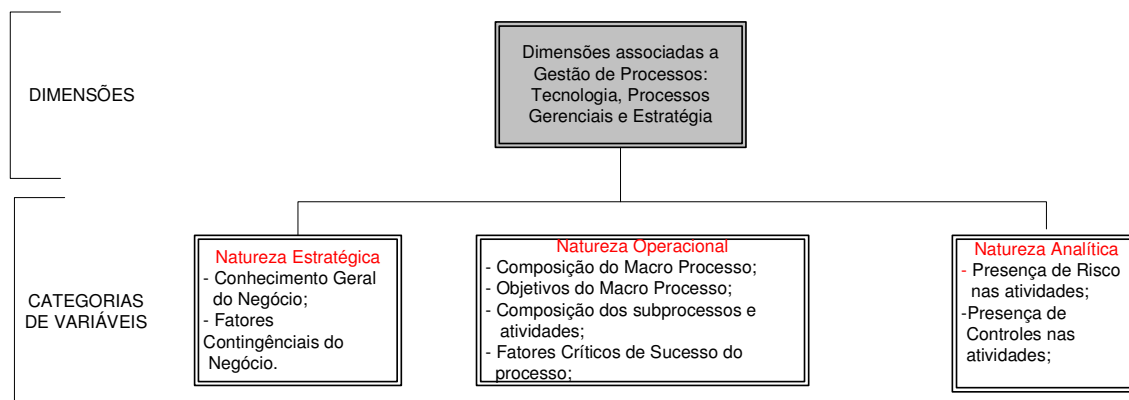 Dimensões associadas a
Gestão de Processos:
Tecnologia, Processos
Gerenciais e Estratégia
DIMENSÕES
CATEGORIAS
DE VARIÁVEIS
Natureza Estratégica
- Conhecimento Geral
do Negócio;
- Fatores
Contingênciais do
Negócio.
Natureza Operacional
- Composição do Macro Processo;
- Objetivos do Macro Processo;
- Composição dos subprocessos e
atividades;
- Fatores Críticos de Sucesso do
processo;
Natureza Analítica
- Presença de Risco
nas atividades;
-Presença de
Controles nas
atividades;